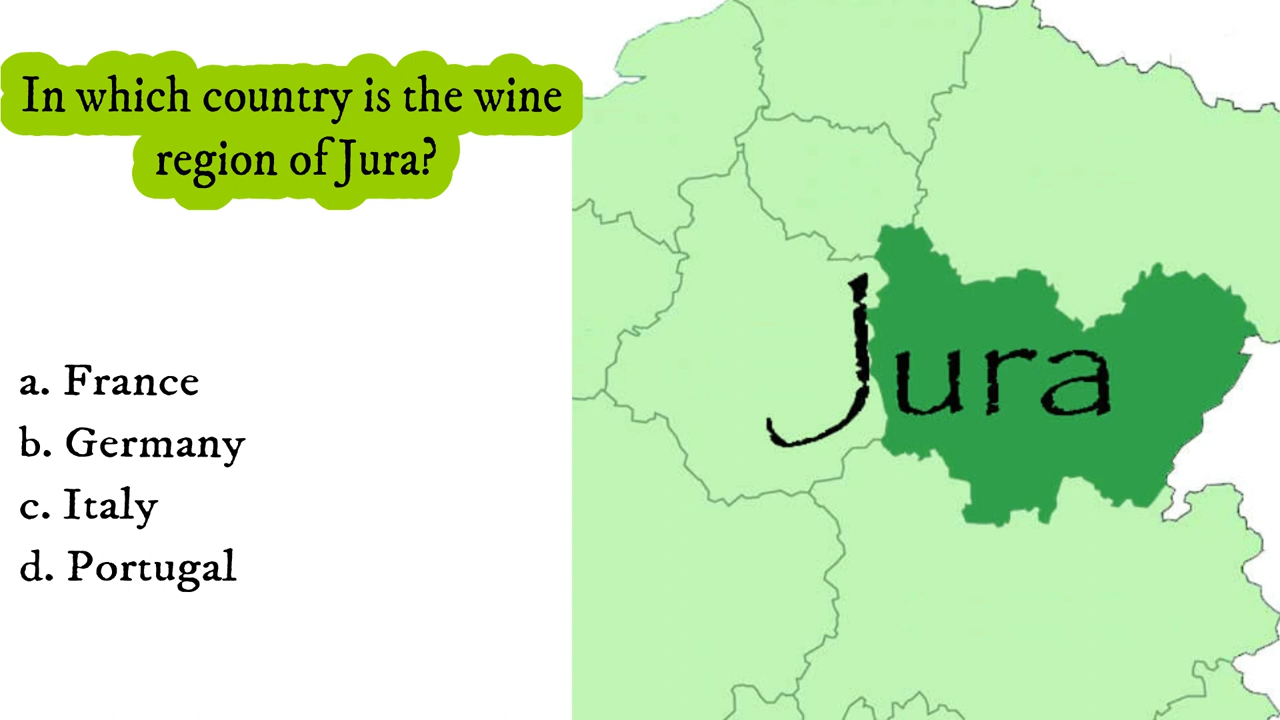 In which country is the wine
region of Jura?
a. France
b. Germany
c. Italy
d. Portugal
Jura